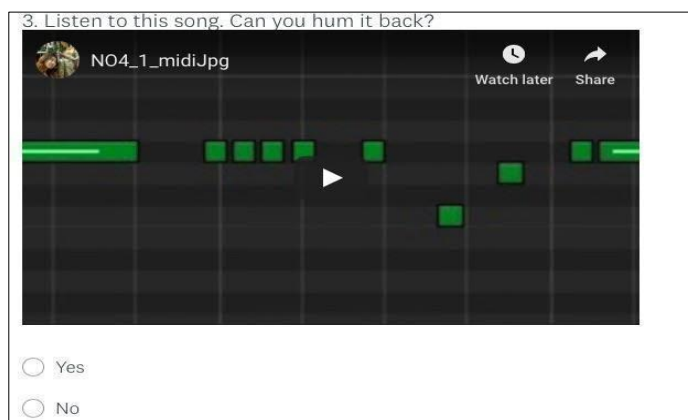 3. Listen to this song. Can you hum it back?
NO4_1_midiJpg
Watch later
Share
Yes
No